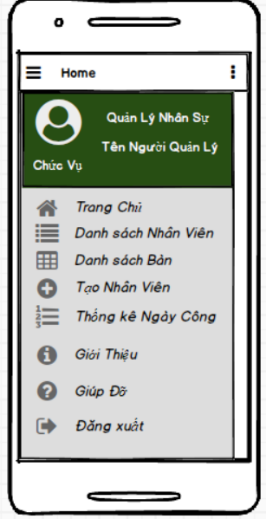 Home
Quản Lý Nhân Sự
Tên Người Quản Lý
Chức Vụ
Trang Chủ
Danh sách Nhân Viên
Danh sách Bàn
Tạo Nhân Viên
Thống kê Ngày Công
Giới Thiệu
Giúp Đỡ
Đăng xuất